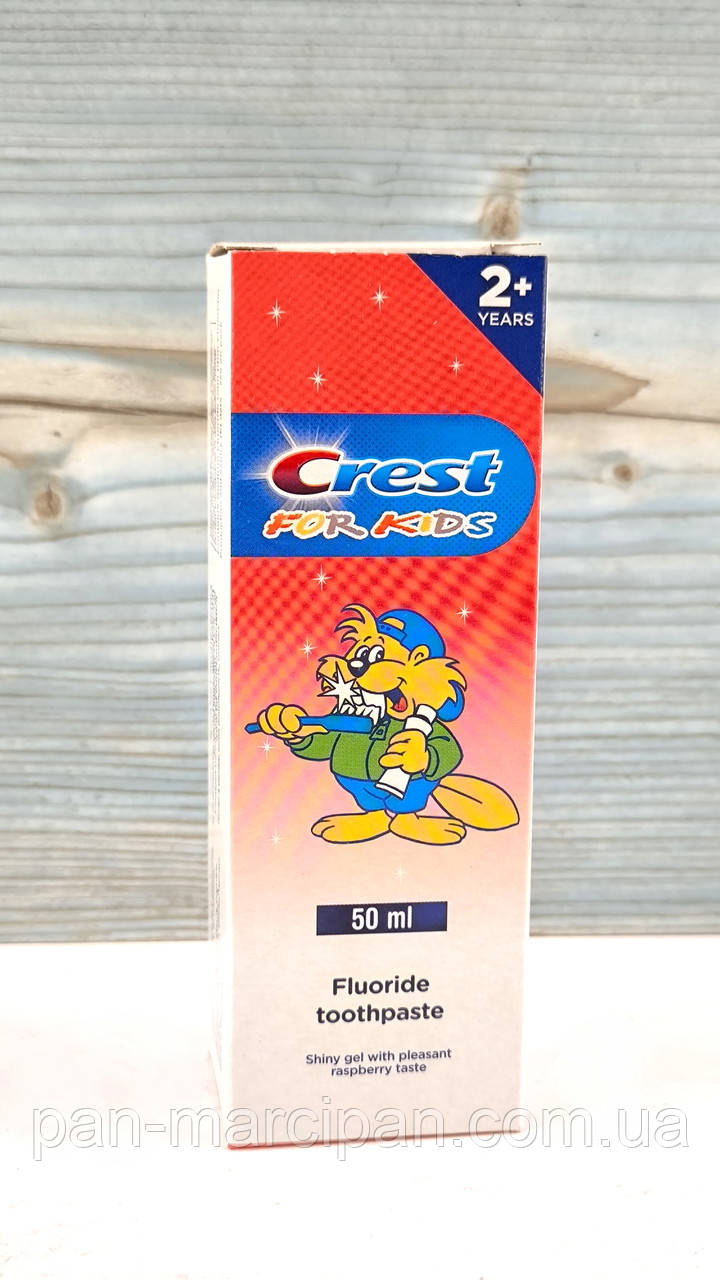 2+
YEARS
Crest
FOR KIDS
50 ml
Fluoride
toothpaste
Shiny gel with pleasant
raspberry taste
pan-marcipan.com.ua